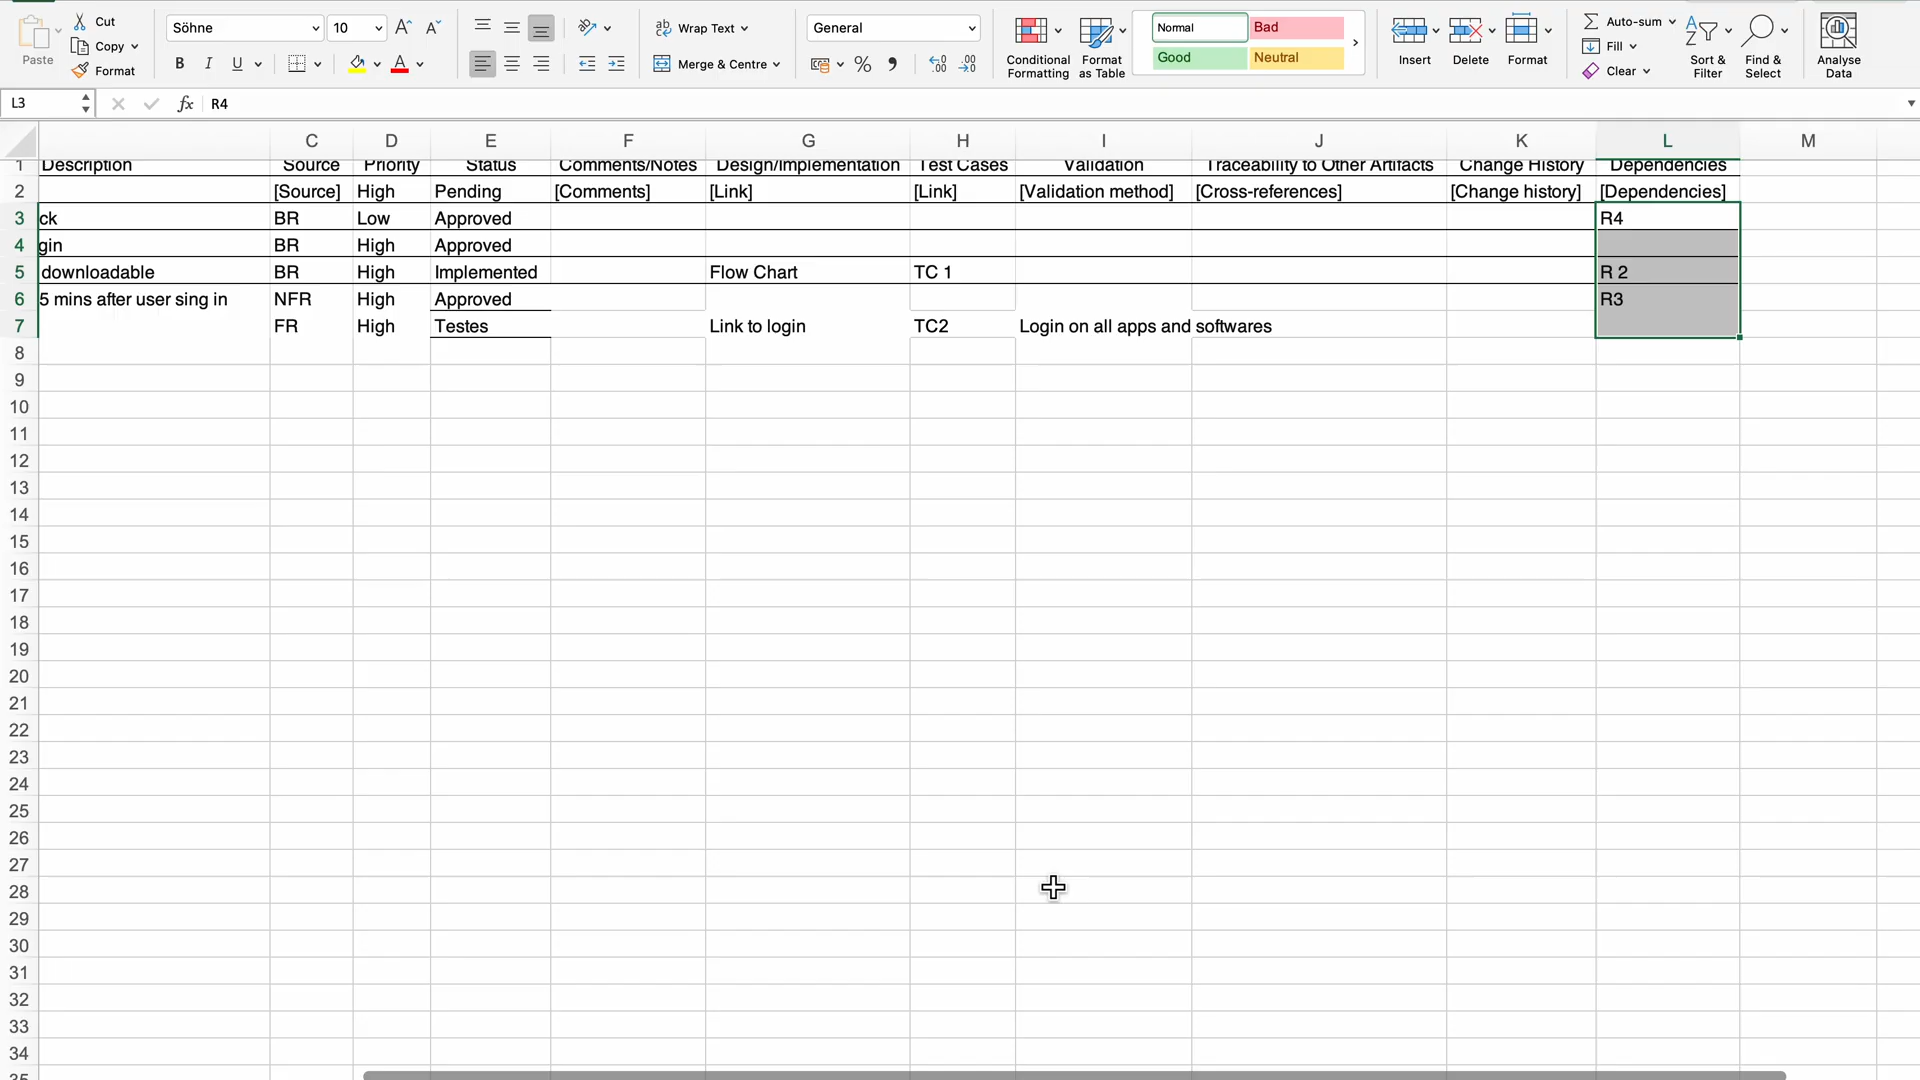 Cut
Copy
Paste
Format
Söhne
10
B I U
A
Wrap Text
Merge & Centre
General
%
Conditional Formatting
Format as Table
Normal
Bad
Good
Neutral
Insert
Delete
Format
Auto-sum
Fill
Clear
Sort & Filter
Find & Select
Analyse Data
L3
fx R4
C D E F G H I J K L M
1 Description Source Priority Status Comments/Notes Design/Implementation Test Cases Validation Traceability to Other Artifacts Change History Dependencies
2 [Source] High Pending [Comments] [Link] [Link] [Validation method] [Cross-references] [Change history] [Dependencies]
3 ck BR Low Approved R4
4 gin BR High Approved
5 downloadable BR High Implemented Flow Chart TC 1 R 2
6 5 mins after user sing in NFR High Approved R3
7 FR High Testes Link to login TC2 Login on all apps and softwares
8
9
10
11
12
13
14
15
16
17
18
19
20
21
22
23
24
25
26
27
28
29
30
31
32
33
34
35